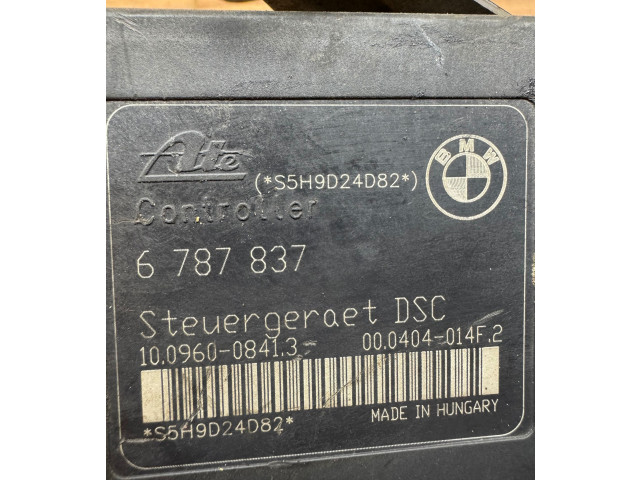 Ate
(*S5H9D24D82*)
BMW
Controller
6 787 837
Steuergeraet DSC
10.0960-0841.3
00.0404-014F.2
*S5H9D24D82*
MADE IN HUNGARY